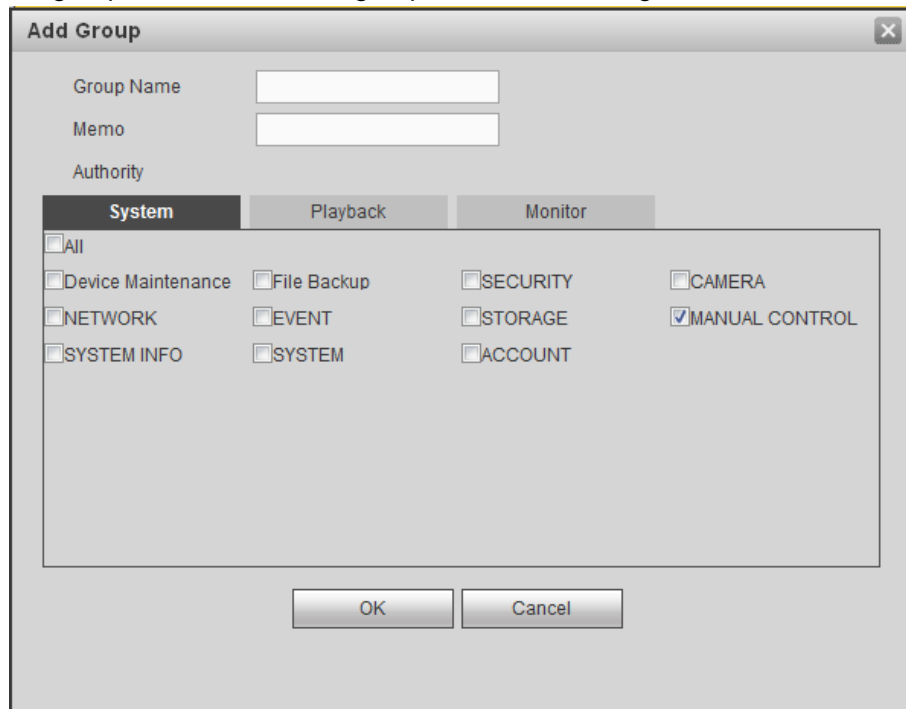 Add Group
Group Name
Memo
Authority
System Playback Monitor
All
Device Maintenance File Backup SECURITY CAMERA
NETWORK EVENT STORAGE MANUAL CONTROL
SYSTEM INFO SYSTEM ACCOUNT
OK Cancel